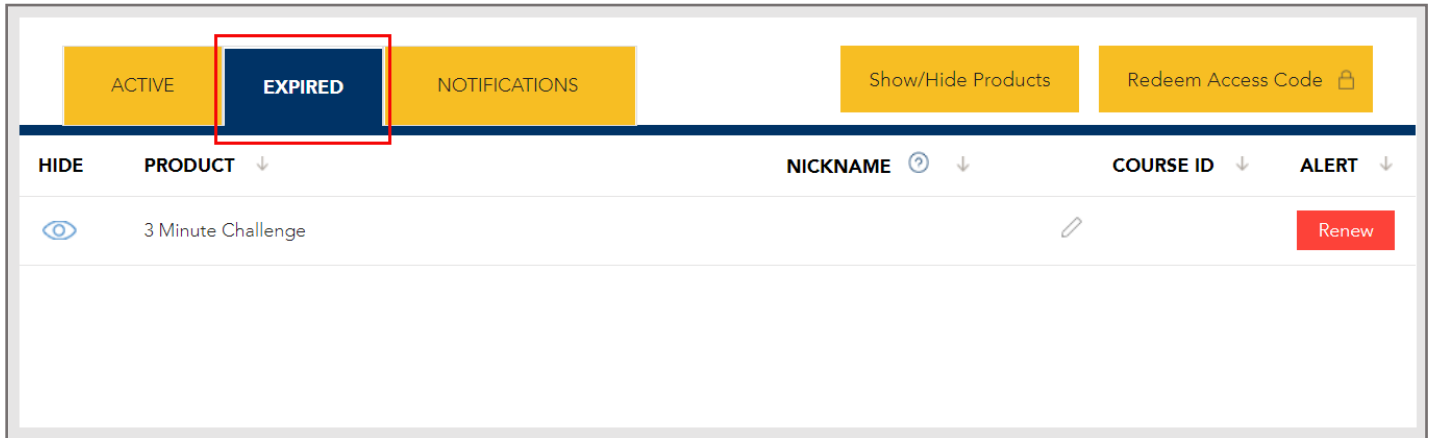 ACTIVE EXPIRED NOTIFICATIONS Show/Hide Products Redeem Access Code
HIDE PRODUCT NICKNAME ? COURSE ID ALERT
3 Minute Challenge Renew